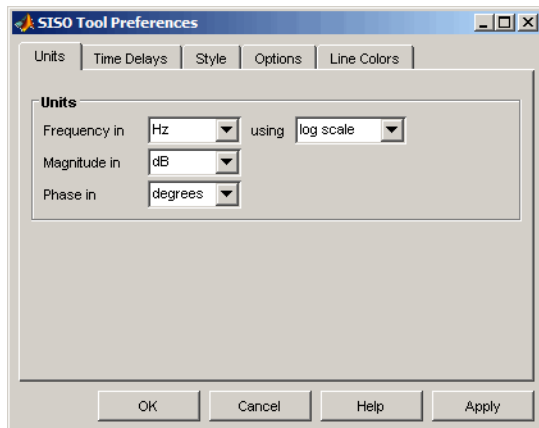 SISO Tool Preferences
Units Time Delays Style Options Line Colors
Units
Frequency in Hz using log scale
Magnitude in dB
Phase in degrees
OK Cancel Help Apply